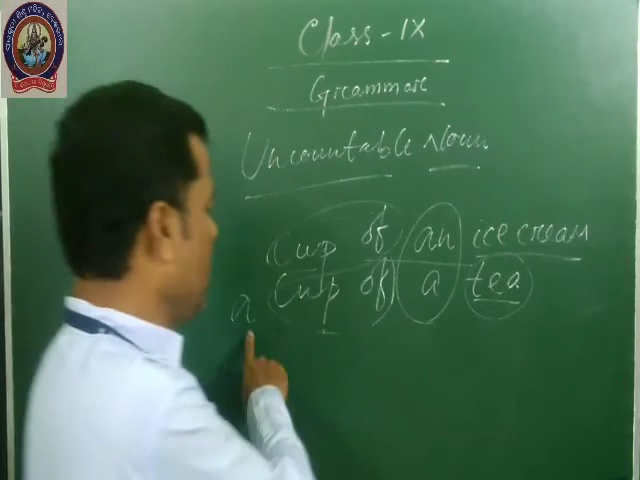 Class - IX
Grammar
Uncountable Noun
Cup of an ice cream
a Cup of a tea